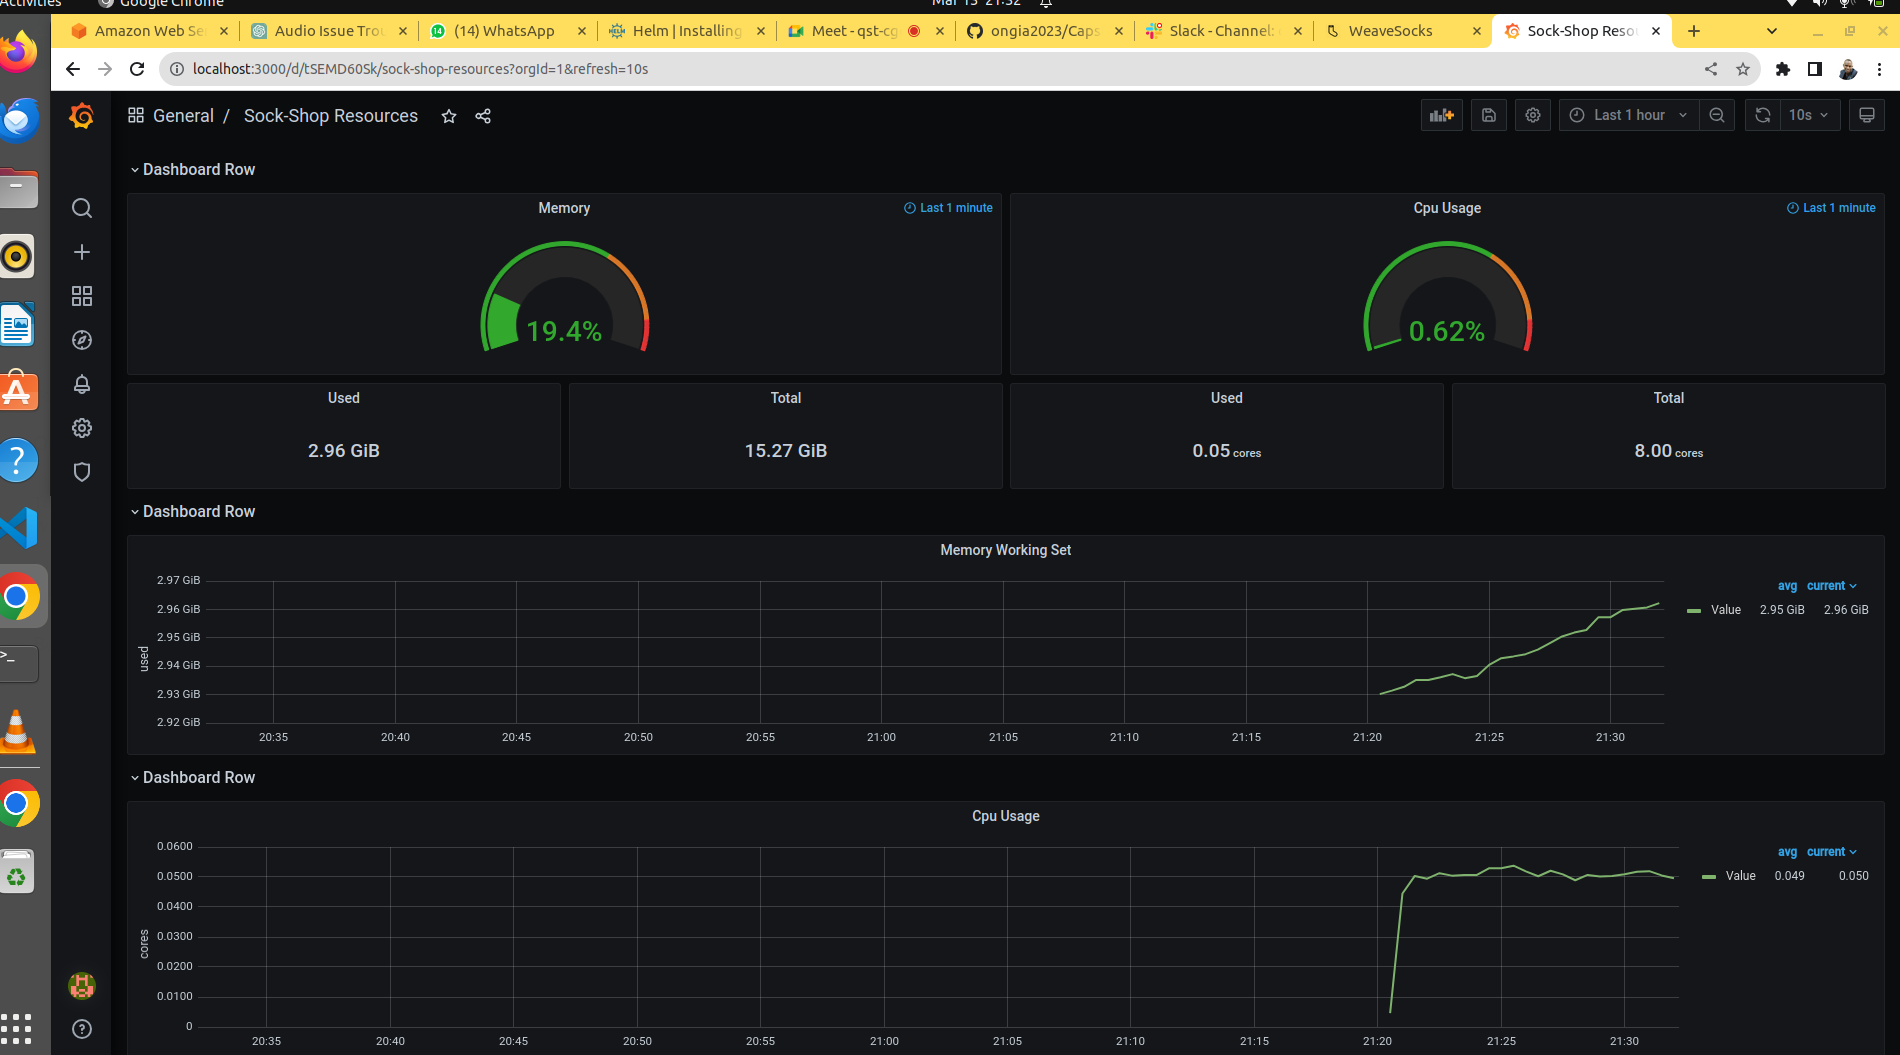 Activities Google Chrome Mar 13 21:32
Amazon Web Se
Audio Issue Trou
(14) WhatsApp
Helm | Installing
Meet - qst-cg
ongia2023/Caps
Slack - Channel:
WeaveSocks
Sock-Shop Resou
localhost:3000/d/tSEMD60Sk/sock-shop-resources?orgId=1&refresh=10s
General / Sock-Shop Resources
Last 1 hour
10s
Dashboard Row
Memory
Last 1 minute
Cpu Usage
Last 1 minute
19.4%
0.62%
Used
Total
Used
Total
2.96 GiB
15.27 GiB
0.05 cores
8.00 cores
Dashboard Row
Memory Working Set
2.97 GiB
2.96 GiB
2.95 GiB
2.94 GiB
2.93 GiB
2.92 GiB
used
20:35 20:40 20:45 20:50 20:55 21:00 21:05 21:10 21:15 21:20 21:25 21:30
avg current
Value 2.95 GiB 2.96 GiB
Dashboard Row
Cpu Usage
0.0600
0.0500
0.0400
0.0300
0.0200
0.0100
0
cores
20:35 20:40 20:45 20:50 20:55 21:00 21:05 21:10 21:15 21:20 21:25 21:30
avg current
Value 0.049 0.050